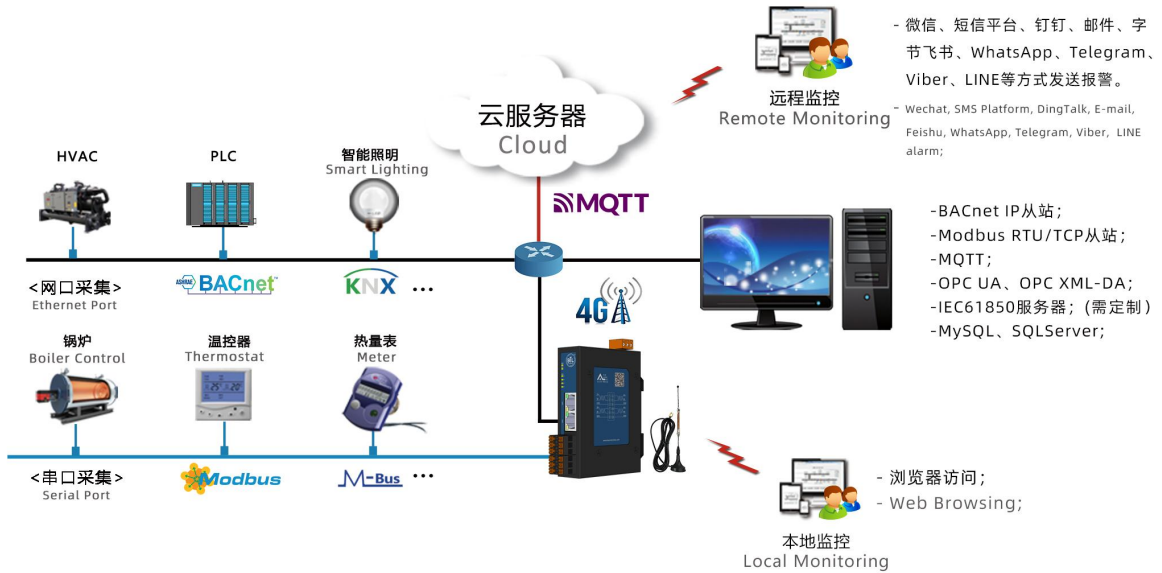 - 微信、短信平台、钉钉、邮件、字
节飞书、WhatsApp、Telegram、
Viber、LINE等方式发送报警。
远程监控
Remote Monitoring
- Wechat, SMS Platform, DingTalk, E-mail,
Feishu, WhatsApp, Telegram, Viber, LINE
alarm;
云服务器
Cloud
HVAC
PLC
智能照明
Smart Lighting
MQTT
<网口采集>
Ethernet Port
ASHRAE BACnet™
KNX
...
4G
-BACnet IP从站;
-Modbus RTU/TCP从站;
-MQTT;
-OPC UA、OPC XML-DA;
-IEC61850服务器；(需定制)
-MySQL、SQLServer;
锅炉
Boiler Control
温控器
Thermostat
热量表
Meter
25°
20°
<串口采集>
Serial Port
Modbus
M-Bus
...
- 浏览器访问;
- Web Browsing;
本地监控
Local Monitoring